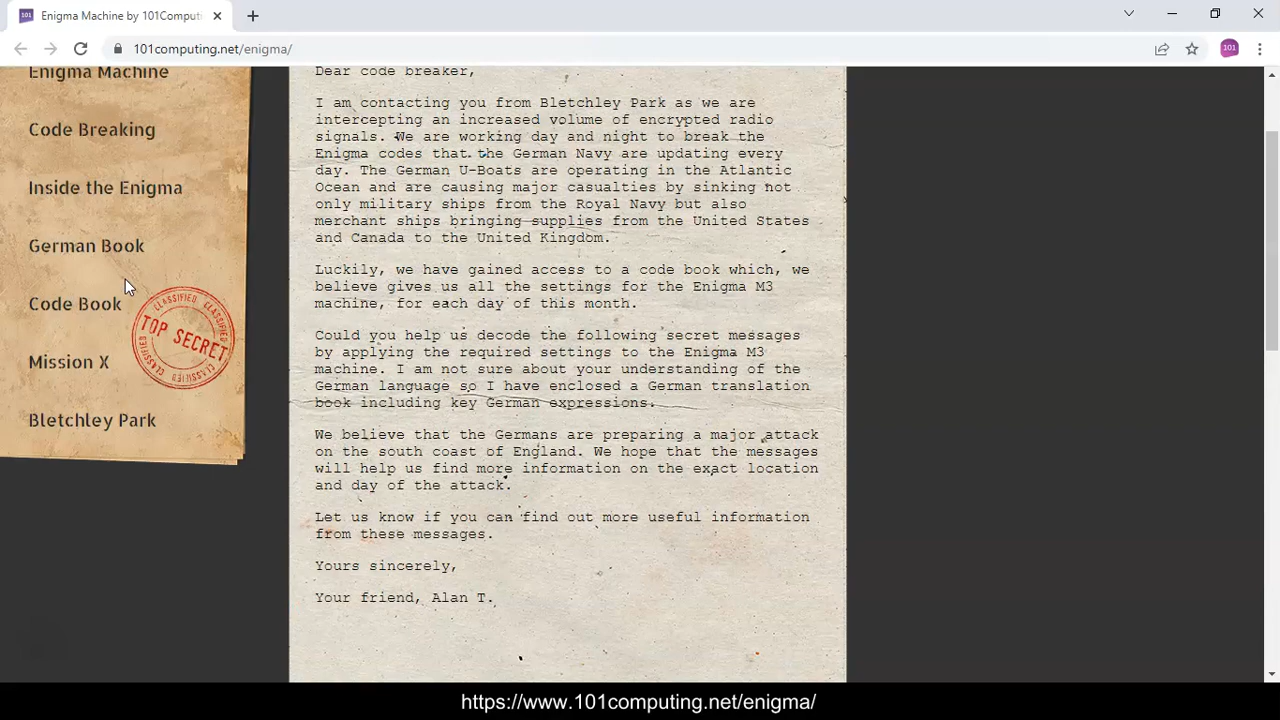 Enigma Machine by 101Comput
101computing.net/enigma/
101
Enigma Machine
Code Breaking
Inside the Enigma
German Book
Code Book
Mission X
Bletchley Park
CLASSIFIED CLASSIFIED
TOP SECRET
CLASSIFIED CLASSIFIED
Dear code breaker,
I am contacting you from Bletchley Park as we are
intercepting an increased volume of encrypted radio
signals. We are working day and night to break the
Enigma codes that the German Navy are updating every
day. The German U-Boats are operating in the Atlantic
Ocean and are causing major casualties by sinking not
only military ships from the Royal Navy but also
merchant ships bringing supplies from the United States
and Canada to the United Kingdom.
Luckily, we have gained access to a code book which, we
believe gives us all the settings for the Enigma M3
machine, for each day of this month.
Could you help us decode the following secret messages
by applying the required settings to the Enigma M3
machine. I am not sure about your understanding of the
German language so I have enclosed a German translation
book including key German expressions.
We believe that the Germans are preparing a major attack
on the south coast of England. We hope that the messages
will help us find more information on the exact location
and day of the attack.
Let us know if you can find out more useful information
from these messages.
Yours sincerely,
Your friend, Alan T.
https://www.101computing.net/enigma/